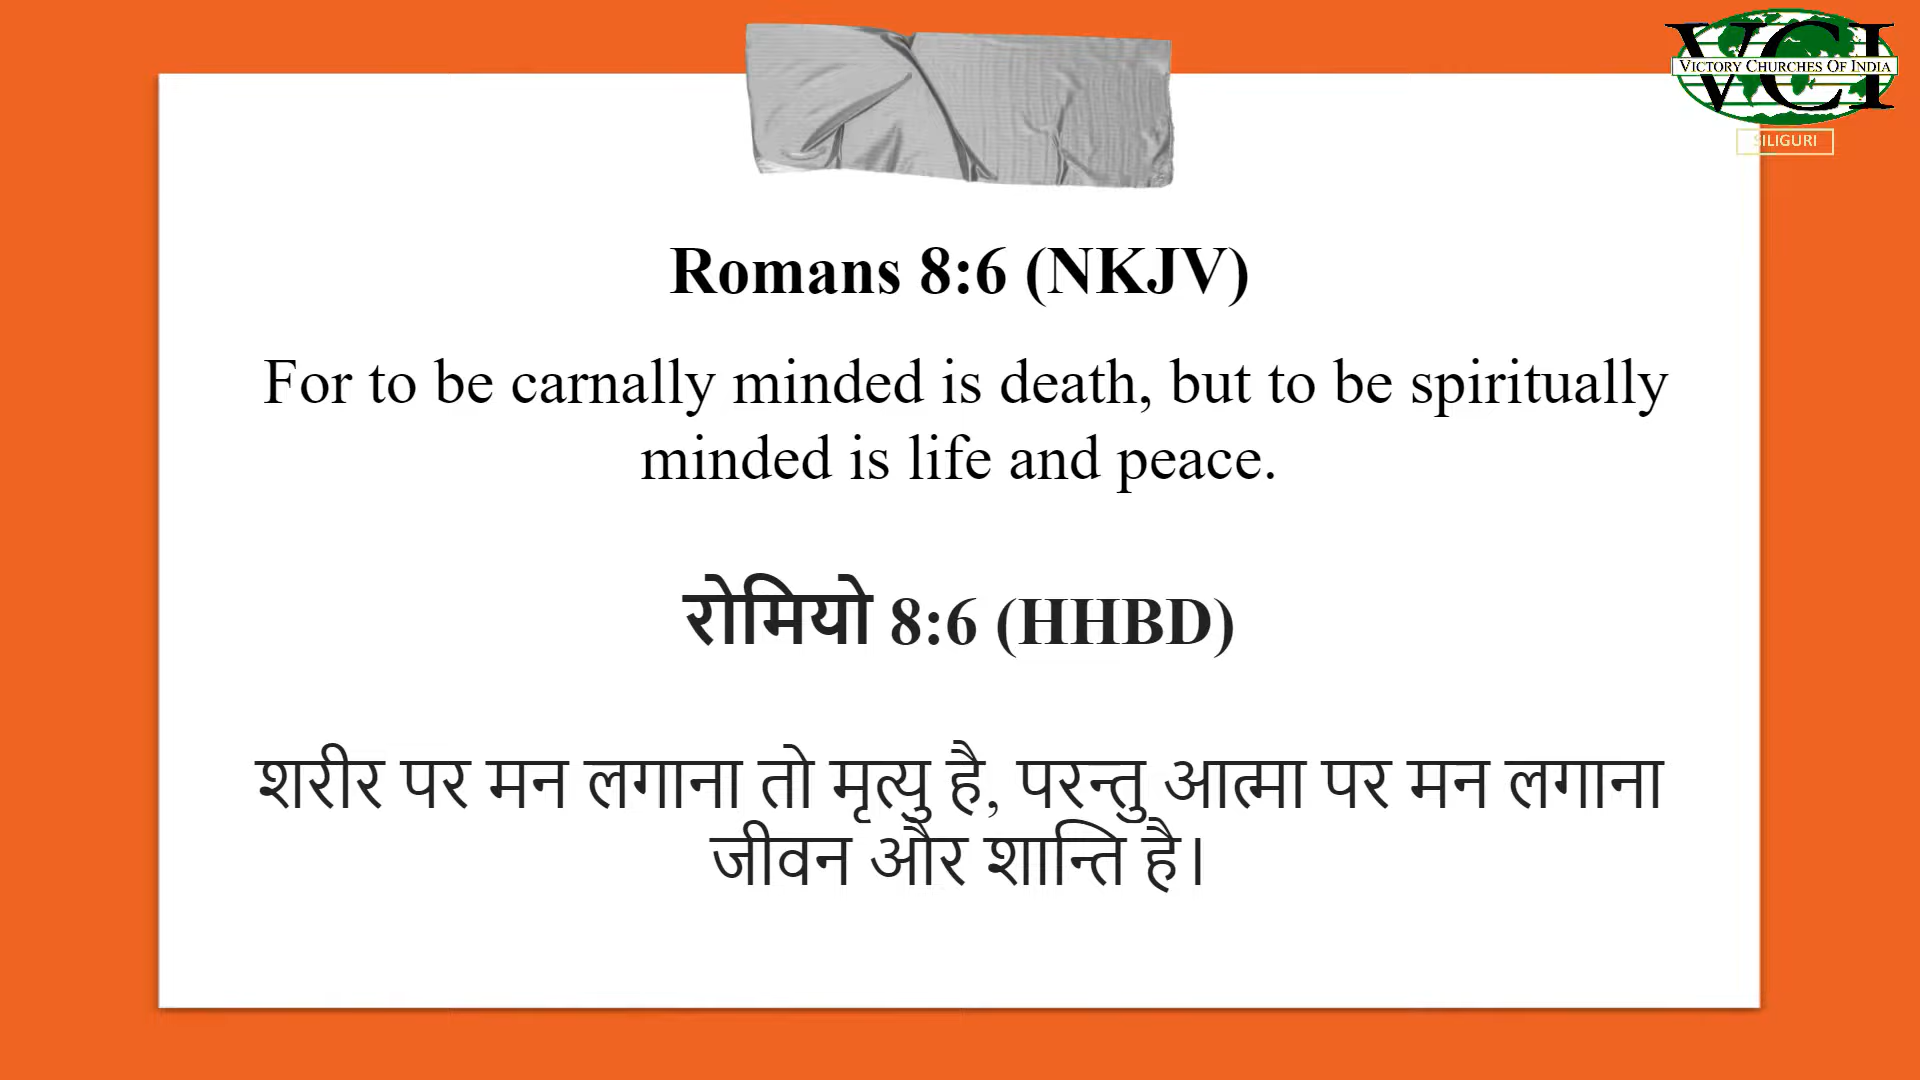 VCI
VICTORY CHURCHES OF INDIA
SILIGURI
Romans 8:6 (NKJV)
For to be carnally minded is death, but to be spiritually
minded is life and peace.
रोमियो 8:6 (HHBD)
शरीर पर मन लगाना तो मृत्यु है, परन्तु आत्मा पर मन लगाना
जीवन और शान्ति है।